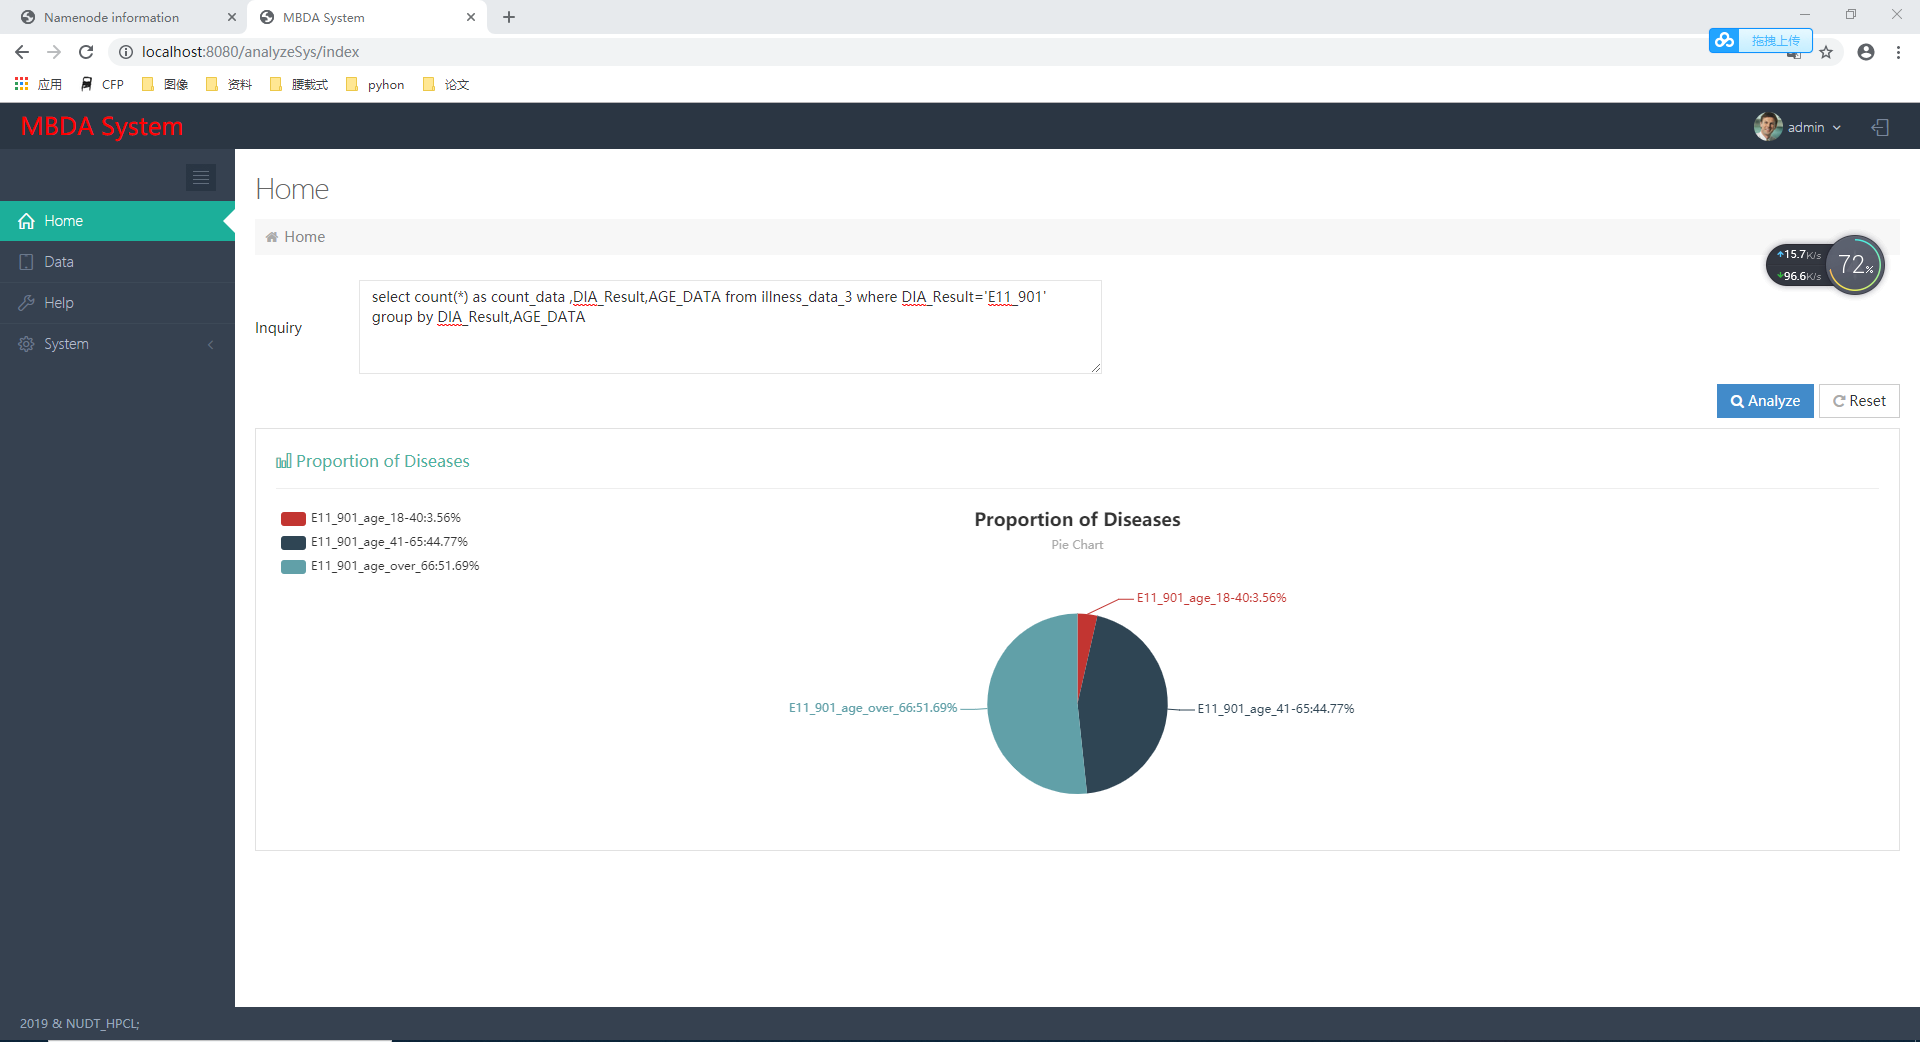 Namenode information
MBDA System
localhost:8080/analyzeSys/index
拖拽上传
应用
CFP
图像
资料
腰截式
pyhon
论文
MBDA System
admin
Home
Data
Help
System
Home
Home
15.7K/s
96.6K/s
72%
Inquiry
select count(*) as count_data ,DIA_Result,AGE_DATA from illness_data_3 where DIA_Result='E11_901'
group by DIA_Result,AGE_DATA
Analyze
Reset
Proportion of Diseases
E11_901_age_18-40:3.56%
E11_901_age_41-65:44.77%
E11_901_age_over_66:51.69%
Proportion of Diseases
Pie Chart
E11_901_age_18-40:3.56%
E11_901_age_over_66:51.69%
E11_901_age_41-65:44.77%
2019 & NUDT_HPCL;